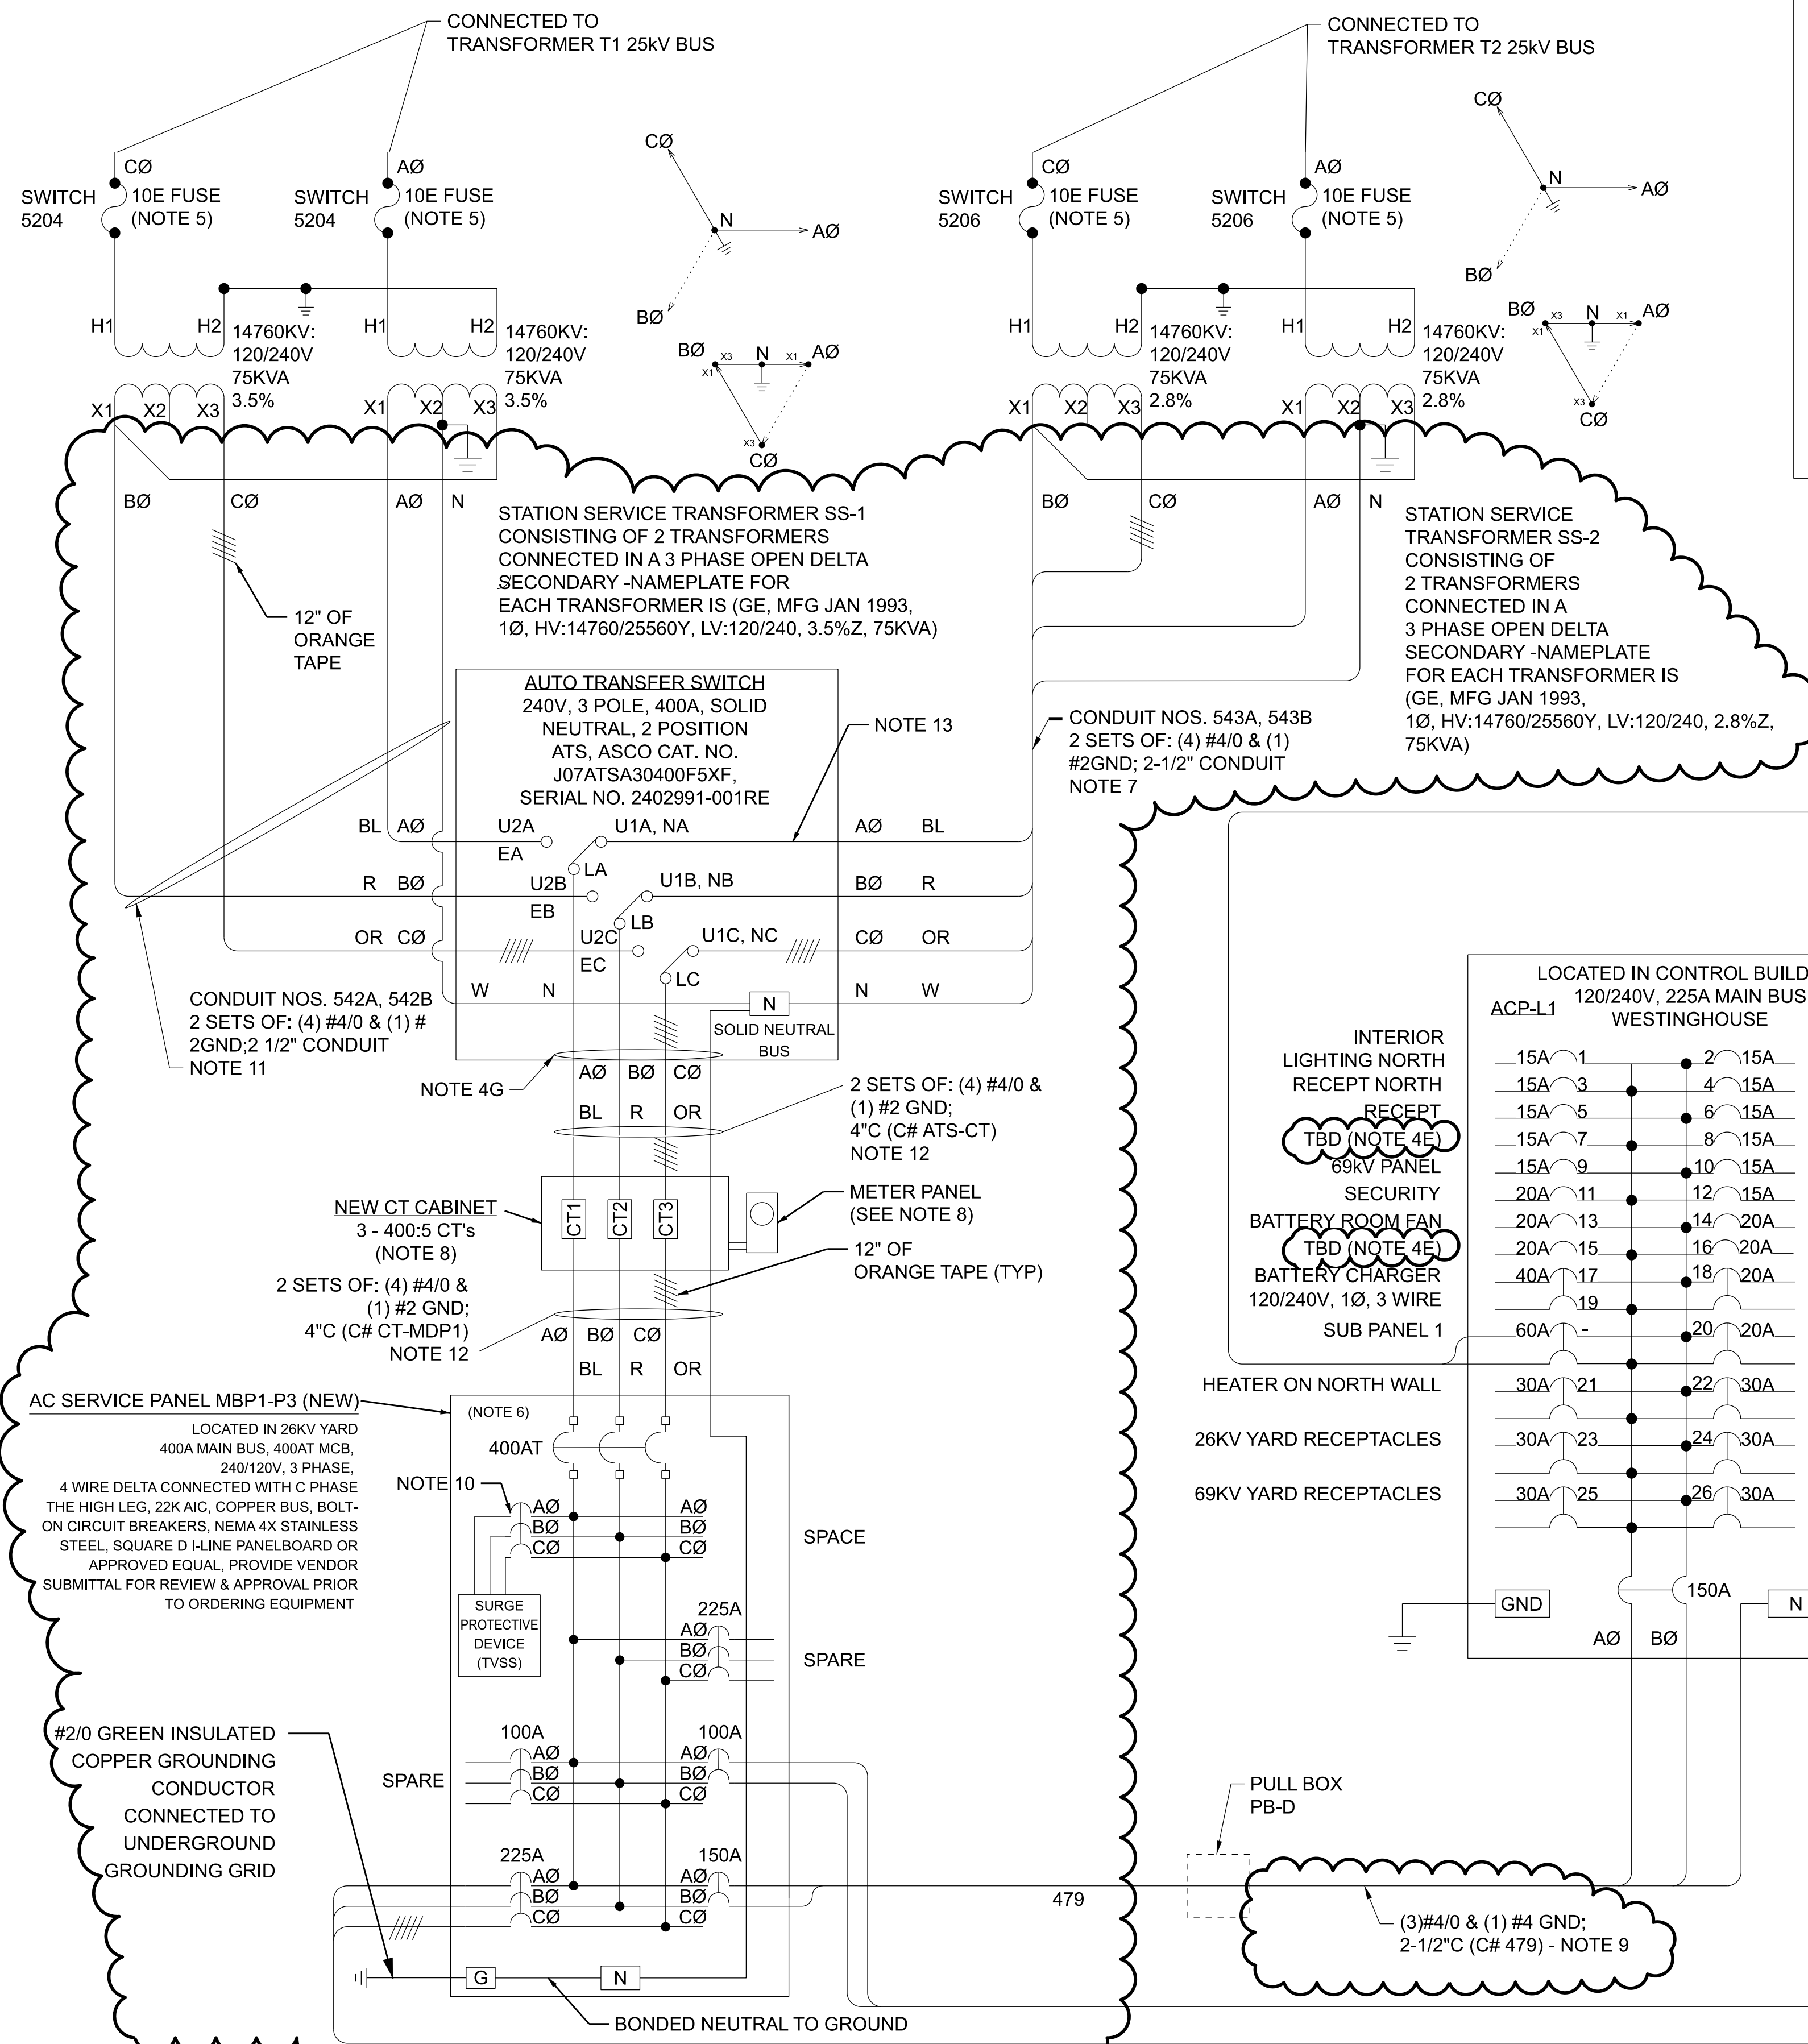 CONNECTED TO
TRANSFORMER T1 25kV BUS
CONNECTED TO
TRANSFORMER T2 25kV BUS
CØ
SWITCH
5204
10E FUSE
(NOTE 5)
AØ
SWITCH
5204
10E FUSE
(NOTE 5)
CØ
N
AØ
BØ
CØ
SWITCH
5206
10E FUSE
(NOTE 5)
AØ
SWITCH
5206
10E FUSE
(NOTE 5)
CØ
N
AØ
BØ
H1
H2
14760KV:
120/240V
75KVA
3.5%
H1
H2
14760KV:
120/240V
75KVA
3.5%
BØ
X3
N
X1
AØ
X1
X3
CØ
H1
H2
14760KV:
120/240V
75KVA
2.8%
H1
H2
14760KV:
120/240V
75KVA
2.8%
BØ
X3
N
X1
AØ
X1
X3
CØ
X1
X2
X3
X1
X2
X3
X1
X2
X3
X1
X2
X3
BØ
CØ
AØ
N
BØ
CØ
AØ
N
12" OF
ORANGE
TAPE
STATION SERVICE TRANSFORMER SS-1
CONSISTING OF 2 TRANSFORMERS
CONNECTED IN A 3 PHASE OPEN DELTA
SECONDARY -NAMEPLATE FOR
EACH TRANSFORMER IS (GE, MFG JAN 1993,
1Ø, HV:14760/25560Y, LV:120/240, 3.5%Z, 75KVA)
STATION SERVICE
TRANSFORMER SS-2
CONSISTING OF
2 TRANSFORMERS
CONNECTED IN A
3 PHASE OPEN DELTA
SECONDARY -NAMEPLATE
FOR EACH TRANSFORMER IS
(GE, MFG JAN 1993,
1Ø, HV:14760/25560Y, LV:120/240, 2.8%Z,
75KVA)
AUTO TRANSFER SWITCH
240V, 3 POLE, 400A, SOLID
NEUTRAL, 2 POSITION
ATS, ASCO CAT. NO.
J07ATSA30400F5XF,
SERIAL NO. 2402991-001RE
NOTE 13
CONDUIT NOS. 543A, 543B
2 SETS OF: (4) #4/0 & (1)
#2GND; 2-1/2" CONDUIT
NOTE 7
BL AØ U2A U1A, NA AØ BL
EA LA
R BØ U2B U1B, NB BØ R
EB LB
OR CØ U2C U1C, NC CØ OR
EC LC
W N N N W
SOLID NEUTRAL
BUS
CONDUIT NOS. 542A, 542B
2 SETS OF: (4) #4/0 & (1) #
2GND;2 1/2" CONDUIT
NOTE 11
NOTE 4G
AØ BØ CØ
BL R OR
2 SETS OF: (4) #4/0 &
(1) #2 GND;
4"C (C# ATS-CT)
NOTE 12
NEW CT CABINET
3 - 400:5 CT's
(NOTE 8)
CT1
CT2
CT3
METER PANEL
(SEE NOTE 8)
12" OF
ORANGE TAPE (TYP)
2 SETS OF: (4) #4/0 &
(1) #2 GND;
4"C (C# CT-MDP1)
NOTE 12
AØ BØ CØ
BL R OR
AC SERVICE PANEL MBP1-P3 (NEW)
LOCATED IN 26KV YARD
400A MAIN BUS, 400AT MCB,
240/120V, 3 PHASE,
4 WIRE DELTA CONNECTED WITH C PHASE
THE HIGH LEG, 22K AIC, COPPER BUS, BOLT-
ON CIRCUIT BREAKERS, NEMA 4X STAINLESS
STEEL, SQUARE D I-LINE PANELBOARD OR
APPROVED EQUAL, PROVIDE VENDOR
SUBMITTAL FOR REVIEW & APPROVAL PRIOR
TO ORDERING EQUIPMENT
(NOTE 6)
400AT
NOTE 10
AØ AØ
BØ BØ
CØ CØ
SPACE
SURGE
PROTECTIVE
DEVICE
(TVSS)
225A
AØ
BØ
CØ
SPARE
100A 100A
AØ AØ
BØ BØ
CØ CØ
SPARE
225A 150A
AØ AØ
BØ BØ
CØ CØ
G
N
BONDED NEUTRAL TO GROUND
#2/0 GREEN INSULATED
COPPER GROUNDING
CONDUCTOR
CONNECTED TO
UNDERGROUND
GROUNDING GRID
479
PULL BOX
PB-D
(3)#4/0 & (1) #4 GND;
2-1/2"C (C# 479) - NOTE 9
LOCATED IN CONTROL BUILD
120/240V, 225A MAIN BUS
ACP-L1
WESTINGHOUSE
INTERIOR
LIGHTING NORTH 15A 1 2 15A
RECEPT NORTH 15A 3 4 15A
RECEPT 15A 5 6 15A
TBD (NOTE 4E) 15A 7 8 15A
69kV PANEL 15A 9 10 15A
SECURITY 20A 11 12 15A
BATTERY ROOM FAN 20A 13 14 20A
TBD (NOTE 4E) 20A 15 16 20A
BATTERY CHARGER 40A 17 18 20A
120/240V, 1Ø, 3 WIRE 19
SUB PANEL 1 60A - 20 20A
HEATER ON NORTH WALL 30A 21 22 30A
26KV YARD RECEPTACLES 30A 23 24 30A
69KV YARD RECEPTACLES 30A 25 26 30A
GND
150A
N
AØ BØ